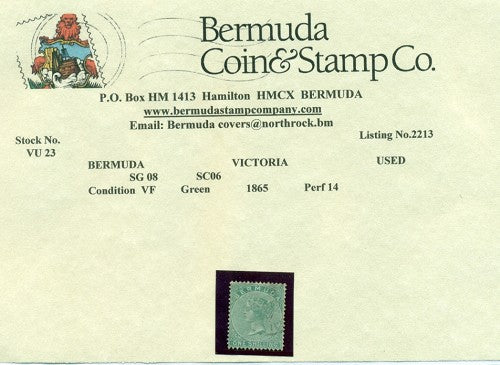 Bermuda
Coin&Stamp Co.
P.O. Box HM 1413 Hamilton HMCX BERMUDA
www.bermudastampcompany.com
Email: Bermuda covers@northrock.bm
Stock No. Listing No.2213
VU 23
BERMUDA VICTORIA USED
SG 08 SC06
Condition VF Green 1865 Perf 14
BERMUDA
ONE SHILLING